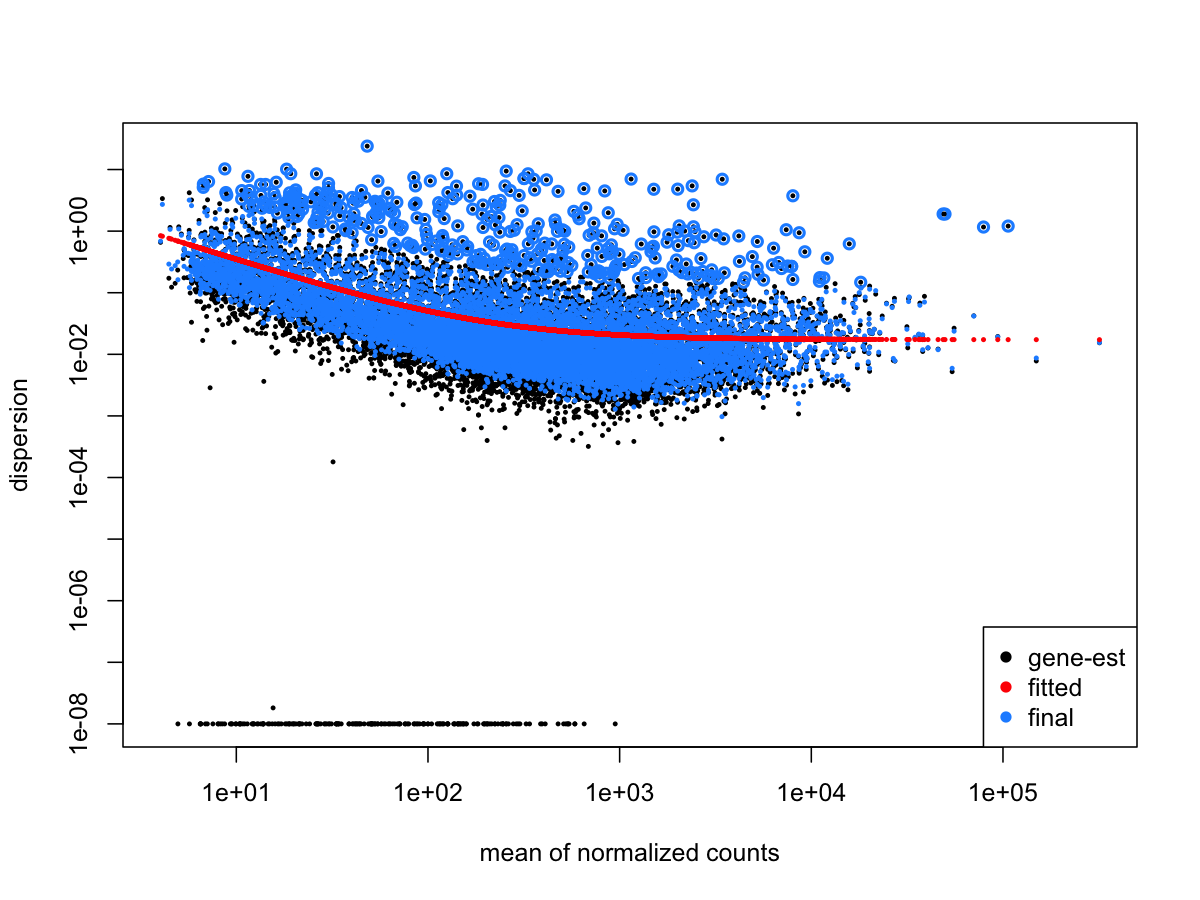 dispersion
1e+00
1e-02
1e-04
1e-06
1e-08
gene-est
fitted
final
1e+01 1e+02 1e+03 1e+04 1e+05
mean of normalized counts